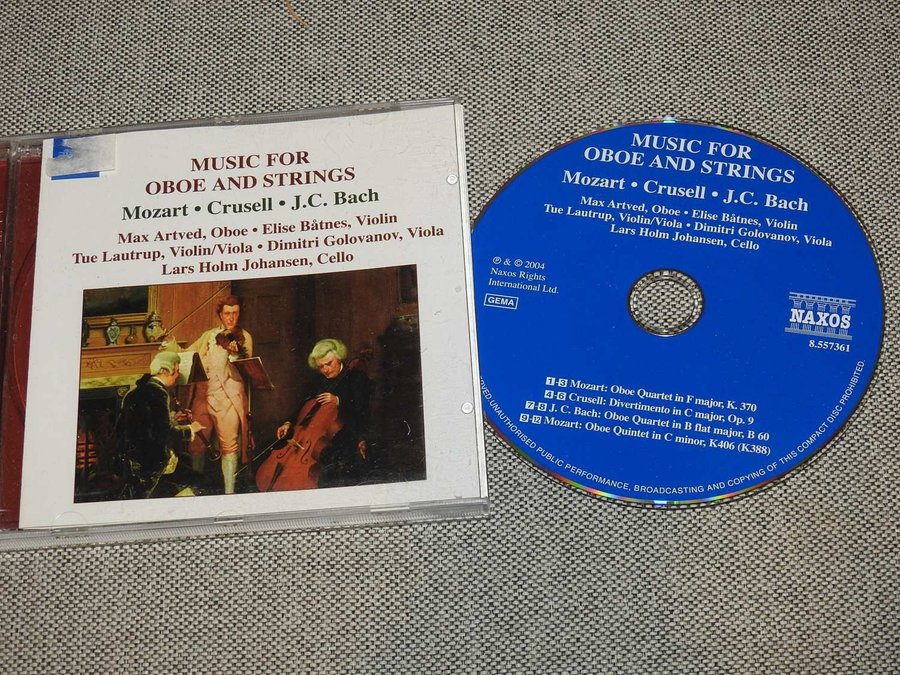 MUSIC FOR
OBOE AND STRINGS
Mozart • Crusell • J.C. Bach
Max Artved, Oboe • Elise Båtnes, Violin
Tue Lautrup, Violin/Viola • Dimitri Golovanov, Viola
Lars Holm Johansen, Cello
MUSIC FOR
OBOE AND STRINGS
Mozart • Crusell • J.C. Bach
Max Artved, Oboe • Elise Båtnes, Violin
Tue Lautrup, Violin/Viola • Dimitri Golovanov, Viola
Lars Holm Johansen, Cello
℗ & © 2004
Naxos Rights
International Ltd.
GEMA
NAXOS
8.557361
1-3 Mozart: Oboe Quartet in F major, K. 370
4-6 Crusell: Divertimento in C major, Op. 9
7-8 J. C. Bach: Oboe Quartet in B flat major, B 60
9-12 Mozart: Oboe Quintet in C minor, K406 (K388)
UNAUTHORISED PUBLIC PERFORMANCE, BROADCASTING AND COPYING OF THIS COMPACT DISC PROHIBITED.